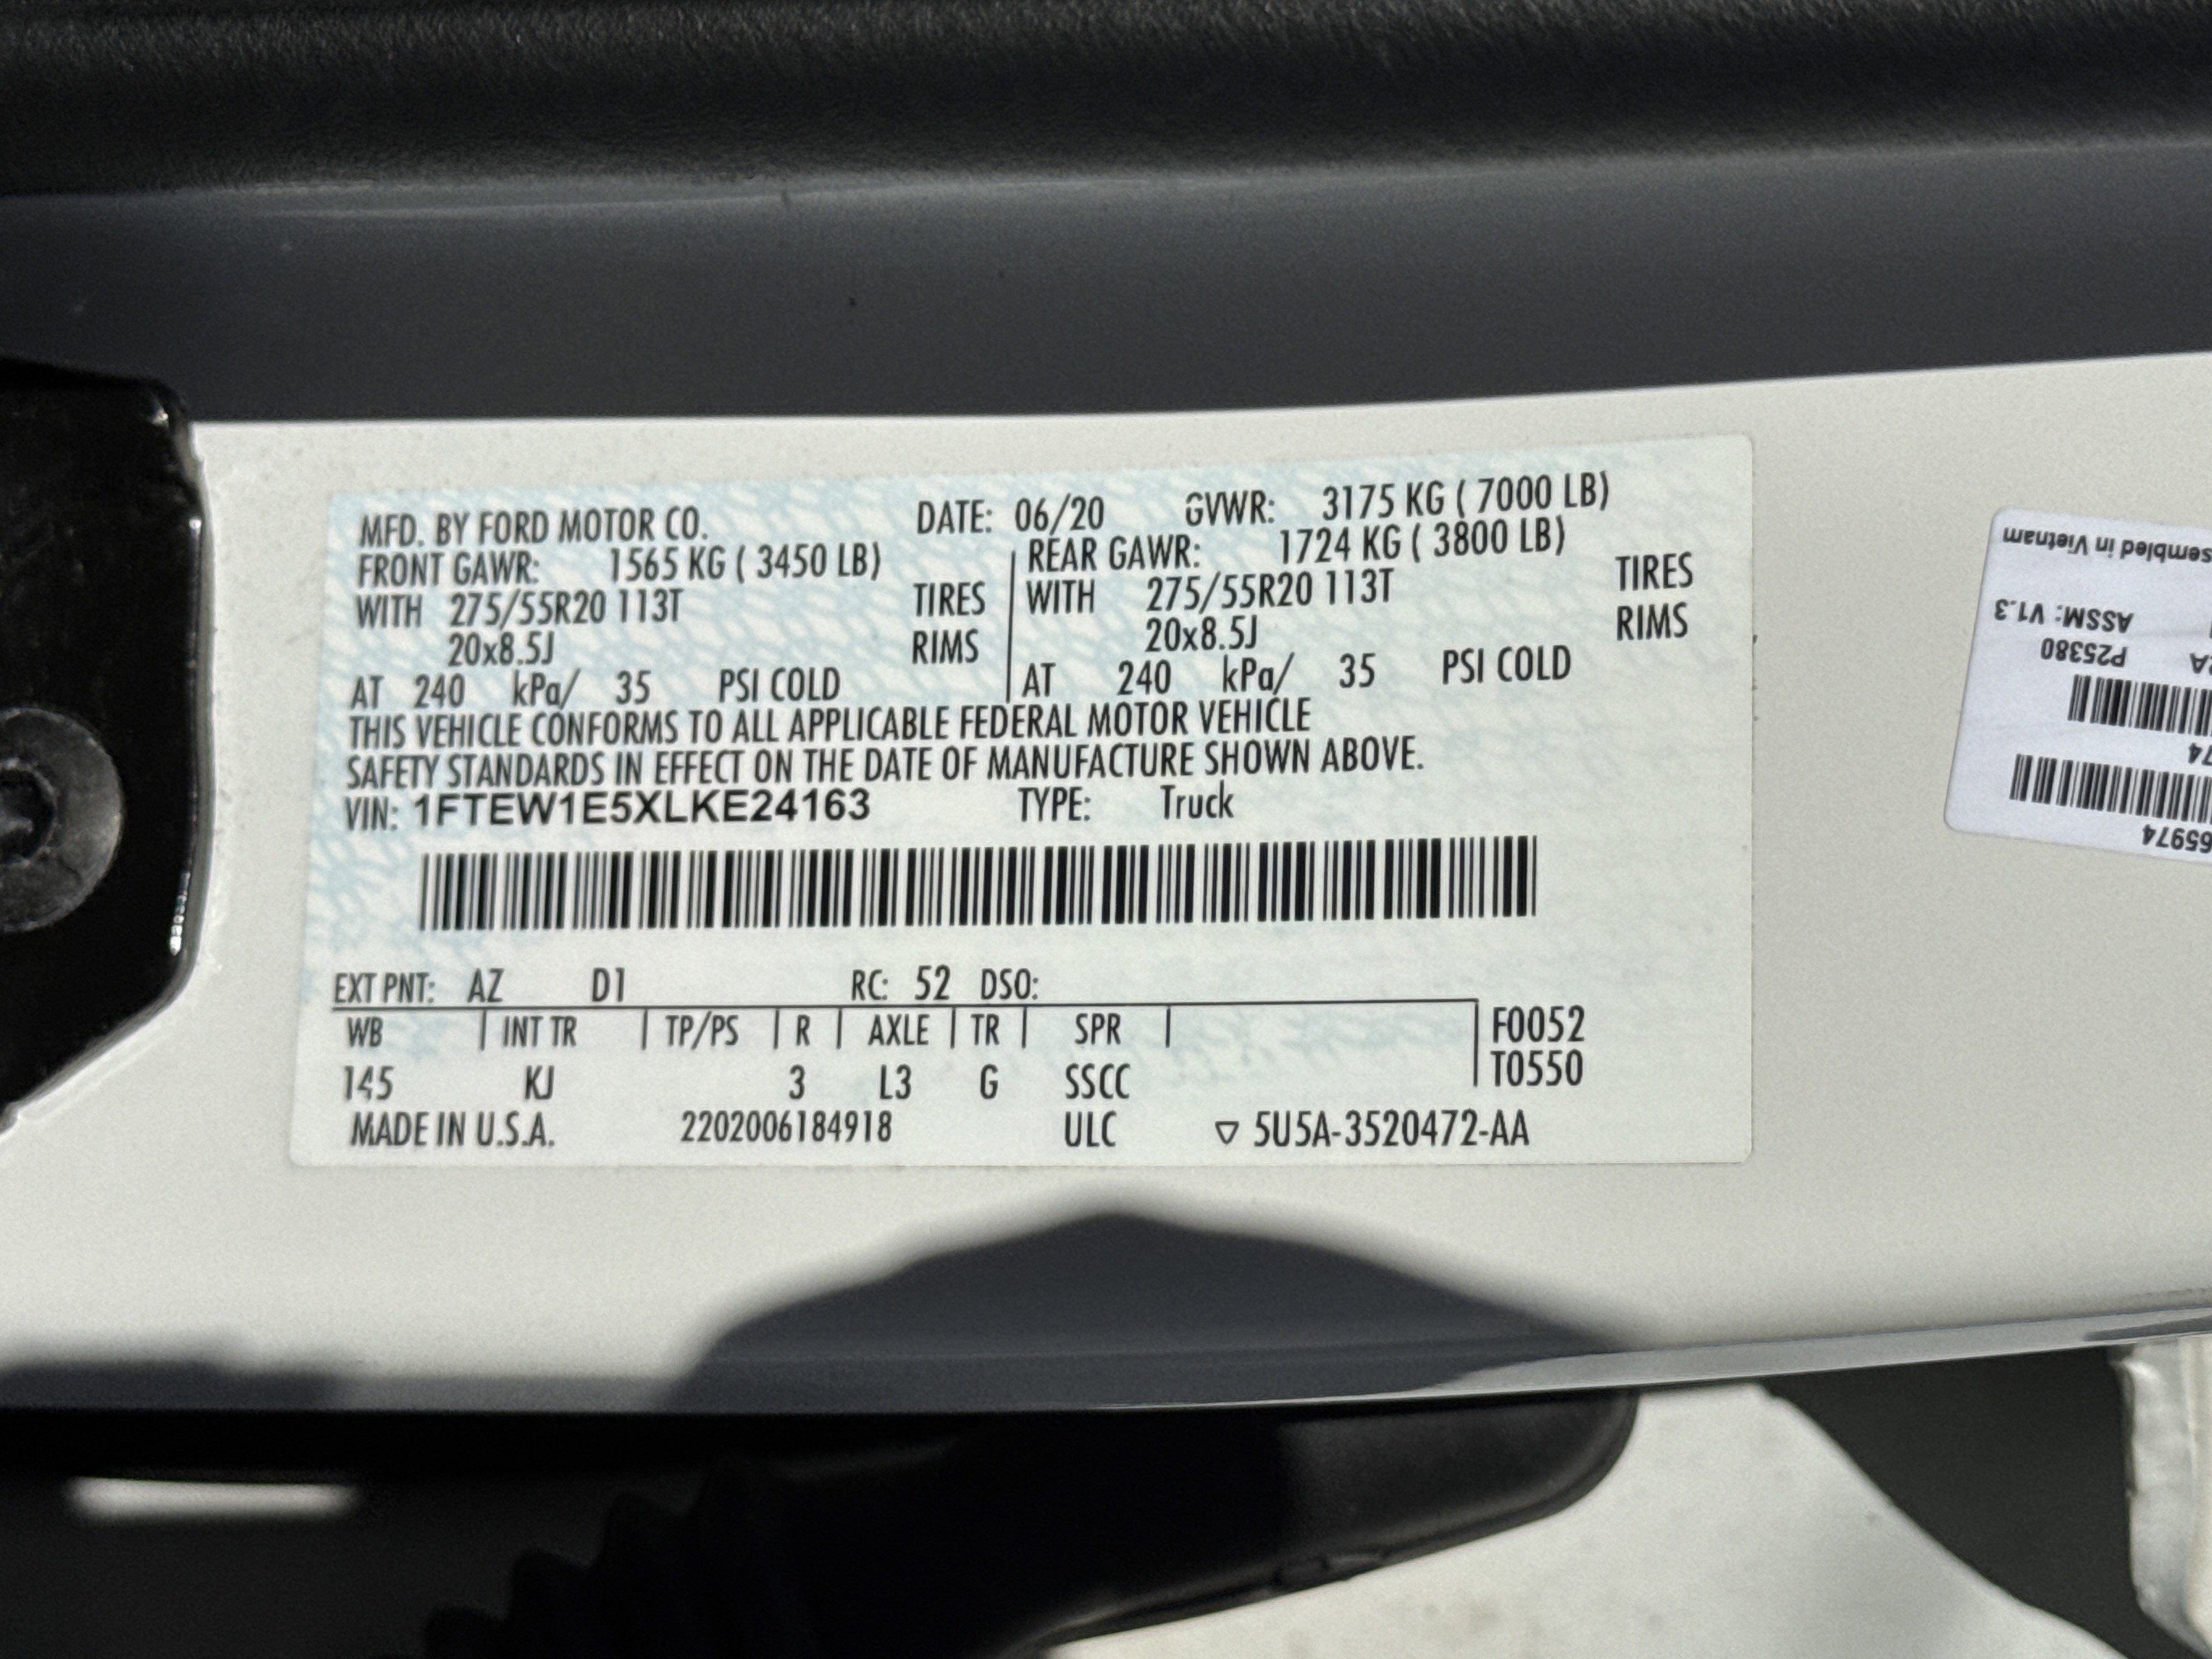 MFD. BY FORD MOTOR CO. DATE: 06/20 GVWR: 3175 KG ( 7000 LB)
FRONT GAWR: 1565 KG ( 3450 LB) REAR GAWR: 1724 KG ( 3800 LB)
WITH 275/55R20 113T TIRES WITH 275/55R20 113T TIRES
20x8.5J RIMS 20x8.5J RIMS
AT 240 kPa/ 35 PSI COLD AT 240 kPa/ 35 PSI COLD
THIS VEHICLE CONFORMS TO ALL APPLICABLE FEDERAL MOTOR VEHICLE
SAFETY STANDARDS IN EFFECT ON THE DATE OF MANUFACTURE SHOWN ABOVE.
VIN: 1FTEW1E5XLKE24163 TYPE: Truck
EXT PNT: AZ D1 RC: 52 DSO:
WB | INT TR | TP/PS | R | AXLE | TR | SPR | F0052
T0550
145 KJ 3 L3 G SSCC
MADE IN U.S.A. 2202006184918 ULC ▽ 5U5A-3520472-AA
65974
74
P25380 2A
ASSM: V1.3
sembled in Vietnam